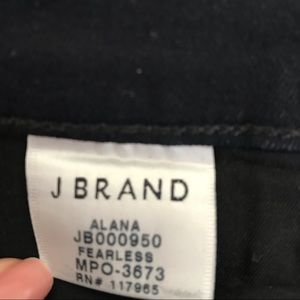 J BRAND
ALANA
JB000950
FEARLESS
MPO-3673
RN# 117965